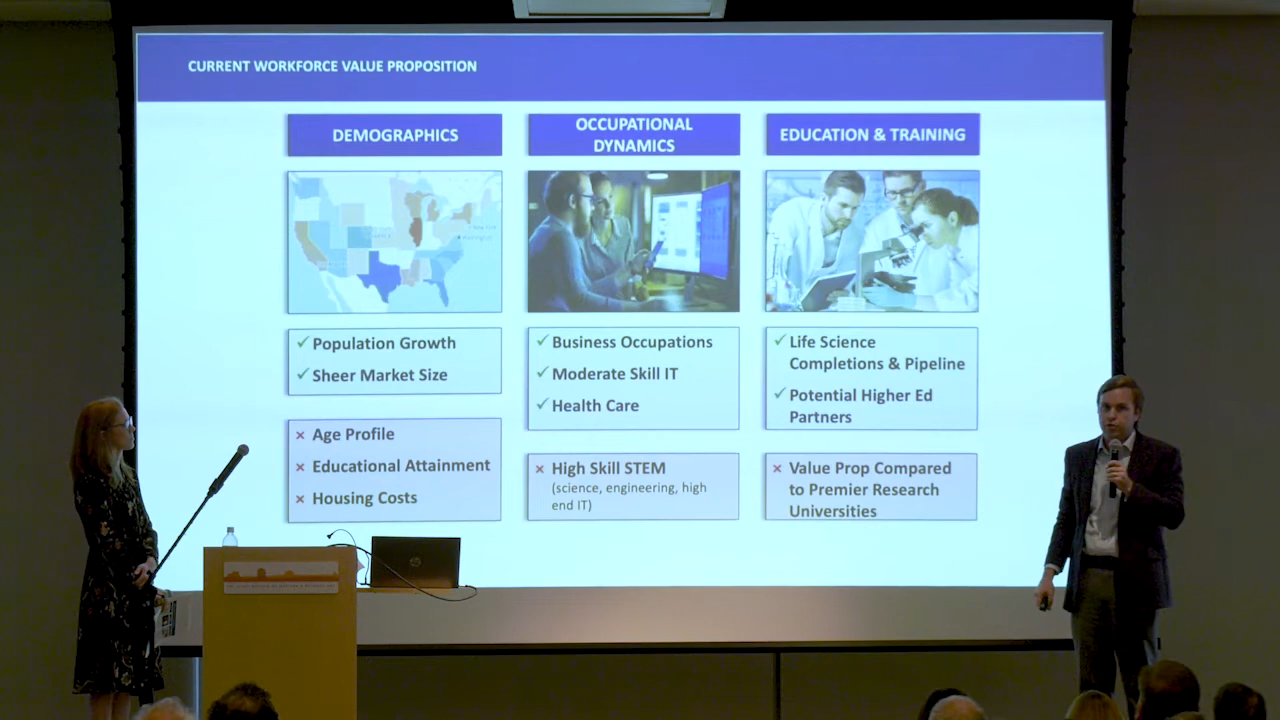 CURRENT WORKFORCE VALUE PROPOSITION
DEMOGRAPHICS
Population Growth
Sheer Market Size
Age Profile
Educational Attainment
Housing Costs
OCCUPATIONAL
DYNAMICS
Business Occupations
Moderate Skill IT
Health Care
High Skill STEM
(science, engineering, high
end IT)
EDUCATION & TRAINING
Life Science
Completions & Pipeline
Potential Higher Ed
Partners
Value Prop Compared
to Premier Research
Universities